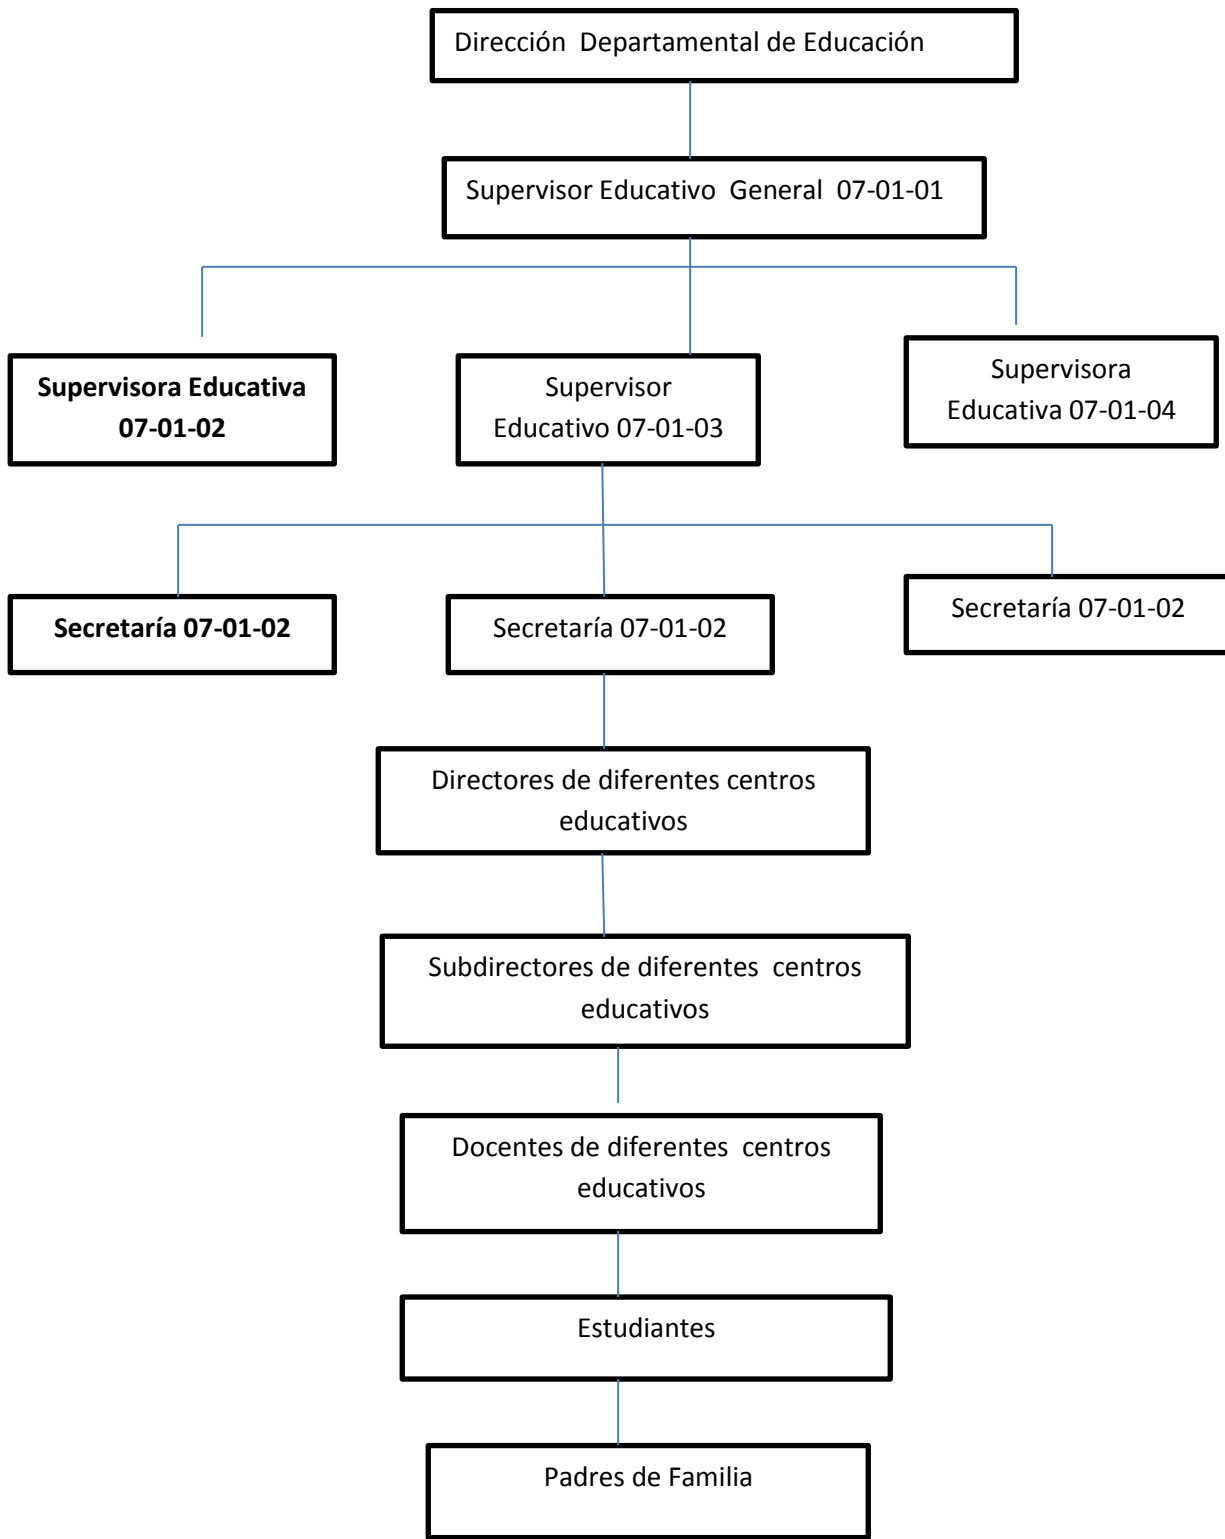 Dirección Departamental de Educación
Supervisor Educativo General 07-01-01
Supervisora Educativa
07-01-02
Supervisor
Educativo 07-01-03
Supervisora
Educativa 07-01-04
Secretaría 07-01-02
Secretaría 07-01-02
Secretaría 07-01-02
Directores de diferentes centros
educativos
Subdirectores de diferentes centros
educativos
Docentes de diferentes centros
educativos
Estudiantes
Padres de Familia